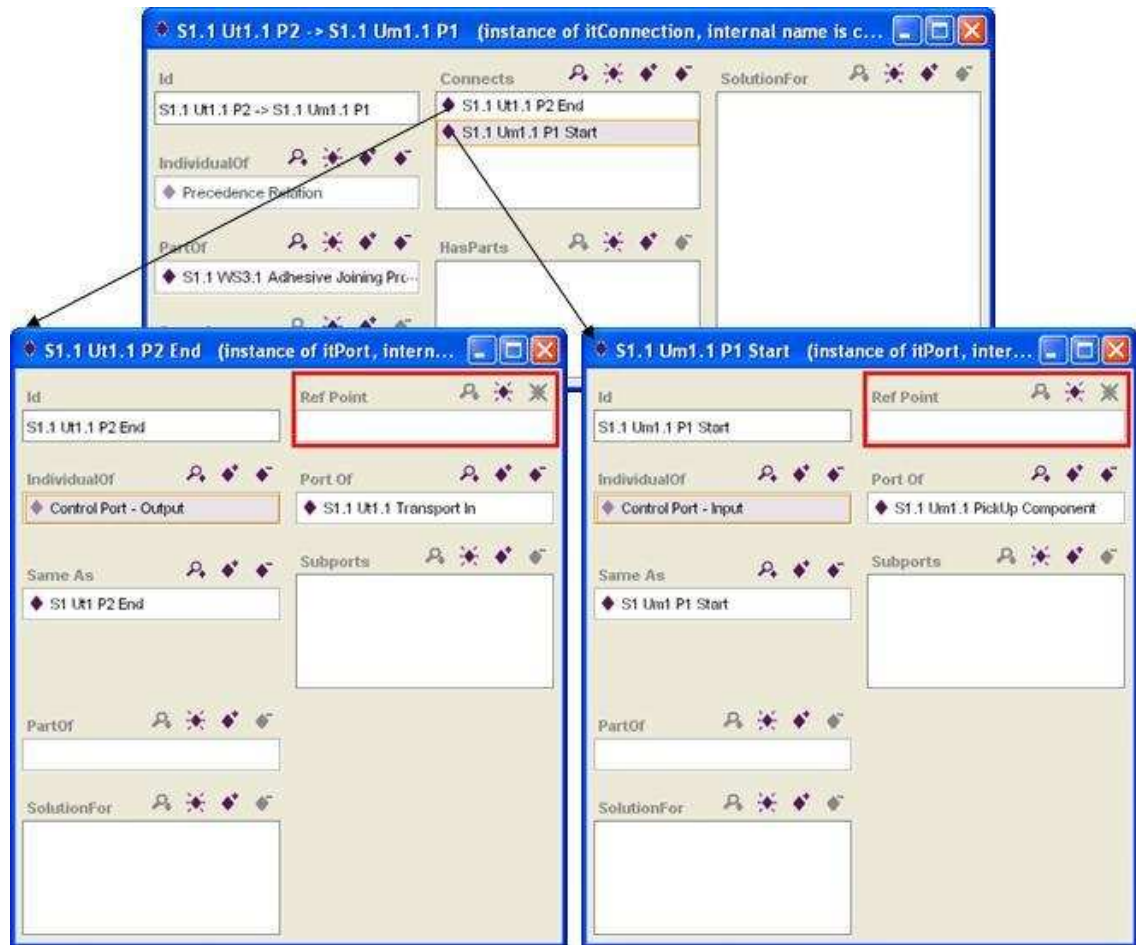 S1.1 Ut1.1 P2 -> S1.1 Um1.1 P1 (instance of itConnection, internal name is c...
Id
Connects
SolutionFor
S1.1 Ut1.1 P2 -> S1.1 Um1.1 P1
S1.1 Ut1.1 P2 End
S1.1 Um1.1 P1 Start
IndividualOf
Precedence Relation
PartOf
HasParts
S1.1 WS3.1 Adhesive Joining Pro...
S1.1 Ut1.1 P2 End (instance of itPort, intern...
Id
Ref Point
S1.1 Ut1.1 P2 End
IndividualOf
Port Of
Control Port - Output
S1.1 Ut1.1 Transport In
Same As
Subports
S1 Ut1 P2 End
PartOf
SolutionFor
S1.1 Um1.1 P1 Start (instance of itPort, inter...
Id
Ref Point
S1.1 Um1.1 P1 Start
IndividualOf
Port Of
Control Port - Input
S1.1 Um1.1 PickUp Component
Same As
Subports
S1 Um1 P1 Start
PartOf
SolutionFor